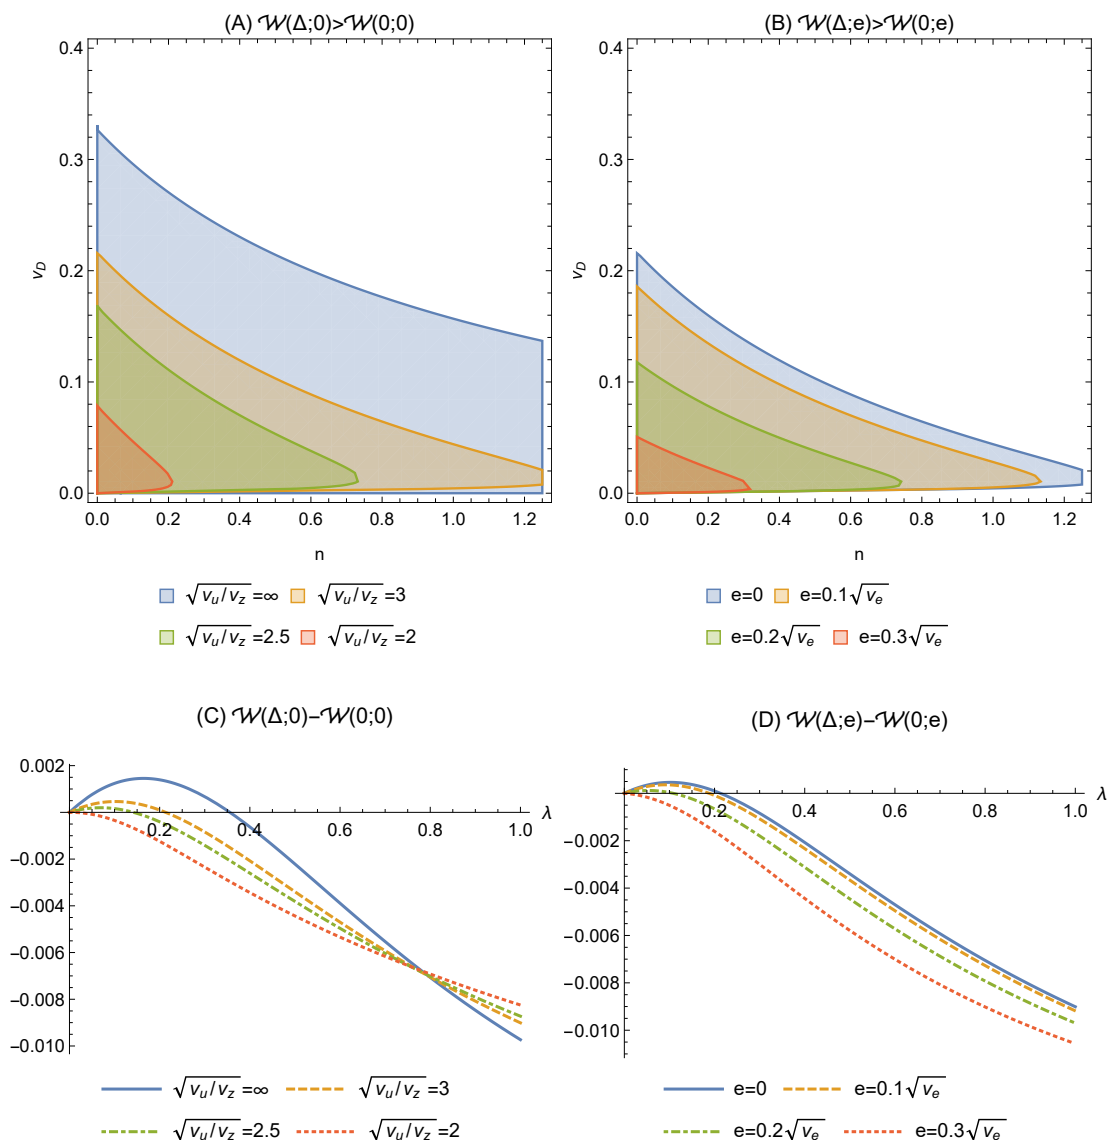 (A) 𝒲(Δ;0)>𝒲(0;0)
0.4
0.3
0.2
0.1
0.0
v_D
0.0 0.2 0.4 0.6 0.8 1.0 1.2
n
√(v_u/v_z)=∞ √(v_u/v_z)=3
√(v_u/v_z)=2.5 √(v_u/v_z)=2
(B) 𝒲(Δ;e)>𝒲(0;e)
0.4
0.3
0.2
0.1
0.0
v_D
0.0 0.2 0.4 0.6 0.8 1.0 1.2
n
e=0 e=0.1√v_e
e=0.2√v_e e=0.3√v_e
(C) 𝒲(Δ;0)−𝒲(0;0)
0.002
0.2 0.4 0.6 0.8 1.0 λ
−0.002
−0.004
−0.006
−0.008
−0.010
√(v_u/v_z)=∞ √(v_u/v_z)=3
√(v_u/v_z)=2.5 √(v_u/v_z)=2
(D) 𝒲(Δ;e)−𝒲(0;e)
0.2 0.4 0.6 0.8 1.0 λ
−0.002
−0.004
−0.006
−0.008
−0.010
e=0 e=0.1√v_e
e=0.2√v_e e=0.3√v_e